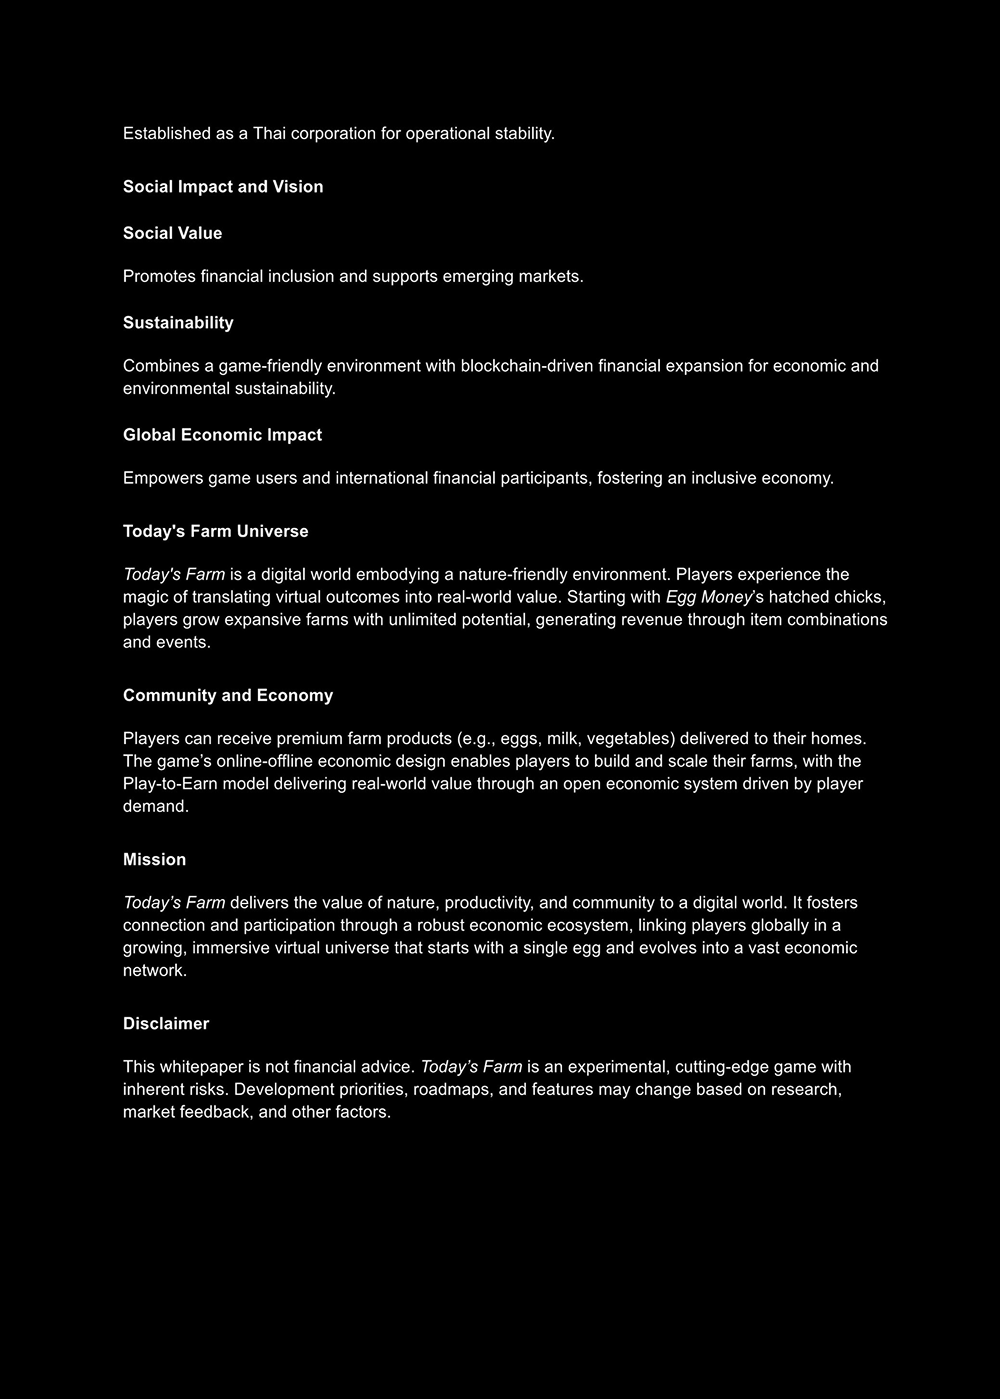 Established as a Thai corporation for operational stability.
Social Impact and Vision
Social Value
Promotes financial inclusion and supports emerging markets.
Sustainability
Combines a game-friendly environment with blockchain-driven financial expansion for economic and
environmental sustainability.
Global Economic Impact
Empowers game users and international financial participants, fostering an inclusive economy.
Today's Farm Universe
Today's Farm is a digital world embodying a nature-friendly environment. Players experience the
magic of translating virtual outcomes into real-world value. Starting with Egg Money's hatched chicks,
players grow expansive farms with unlimited potential, generating revenue through item combinations
and events.
Community and Economy
Players can receive premium farm products (e.g., eggs, milk, vegetables) delivered to their homes.
The game’s online-offline economic design enables players to build and scale their farms, with the
Play-to-Earn model delivering real-world value through an open economic system driven by player
demand.
Mission
Today’s Farm delivers the value of nature, productivity, and community to a digital world. It fosters
connection and participation through a robust economic ecosystem, linking players globally in a
growing, immersive virtual universe that starts with a single egg and evolves into a vast economic
network.
Disclaimer
This whitepaper is not financial advice. Today’s Farm is an experimental, cutting-edge game with
inherent risks. Development priorities, roadmaps, and features may change based on research,
market feedback, and other factors.